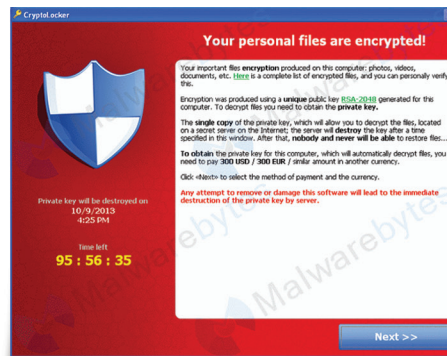 CryptoLocker
Your personal files are encrypted!
Your important files encryption produced on this computer: photos, videos,
documents, etc. Here is a complete list of encrypted files, and you can personally verify
this.
Encryption was produced using a unique public key RSA-2048 generated for this
computer. To decrypt files you need to obtain the private key.
The single copy of the private key, which will allow you to decrypt the files, located
on a secret server on the Internet; the server will destroy the key after a time
specified in this window. After that, nobody and never will be able to restore files...
To obtain the private key for this computer, which will automatically decrypt files, you
need to pay 300 USD / 300 EUR / similar amount in another currency.
Click «Next» to select the method of payment and the currency.
Any attempt to remove or damage this software will lead to the immediate
destruction of the private key by server.
Private key will be destroyed on
10/9/2013
4:25 PM
Time left
95 : 56 : 35
Next >>
Malwarebytes
Malwarebytes
Malwarebytes